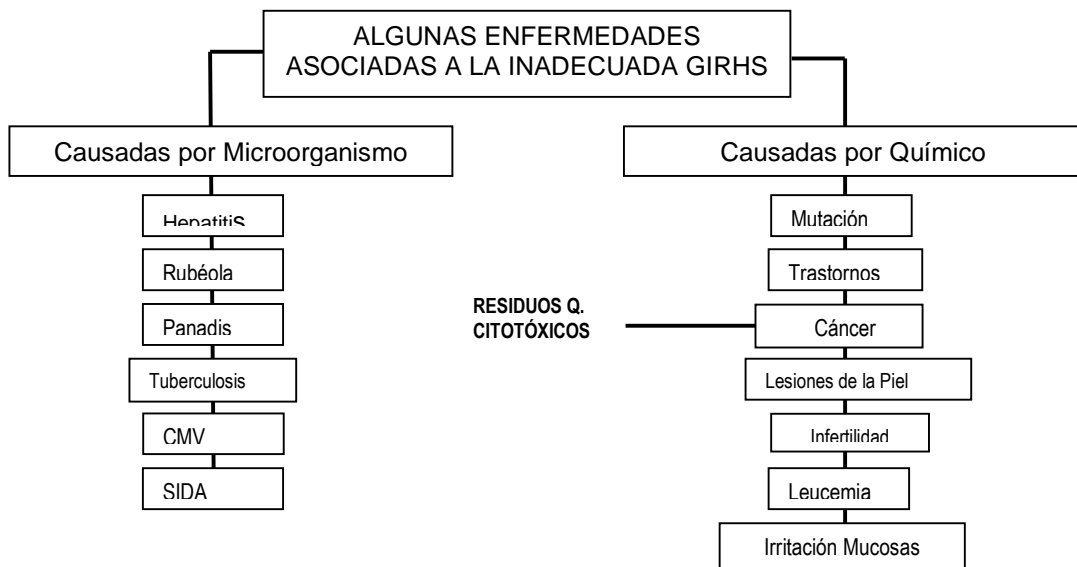 ALGUNAS ENFERMEDADES
ASOCIADAS A LA INADECUADA GIRHS
Causadas por Microorganismo
Hepatitis
Rubéola
Panadis
Tuberculosis
CMV
SIDA
Causadas por Químico
Mutación
Trastornos
RESIDUOS Q.
CITOTÓXICOS
Cáncer
Lesiones de la Piel
Infertilidad
Leucemia
Irritación Mucosas